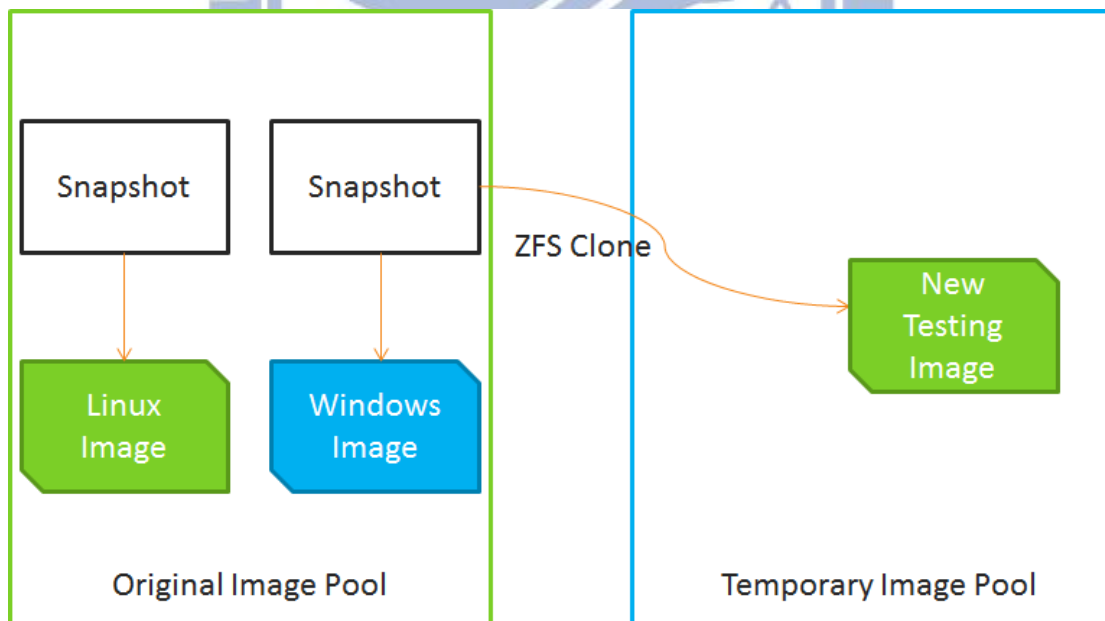 Snapshot
Snapshot
ZFS Clone
New
Testing
Image
Linux
Image
Windows
Image
Original Image Pool
Temporary Image Pool